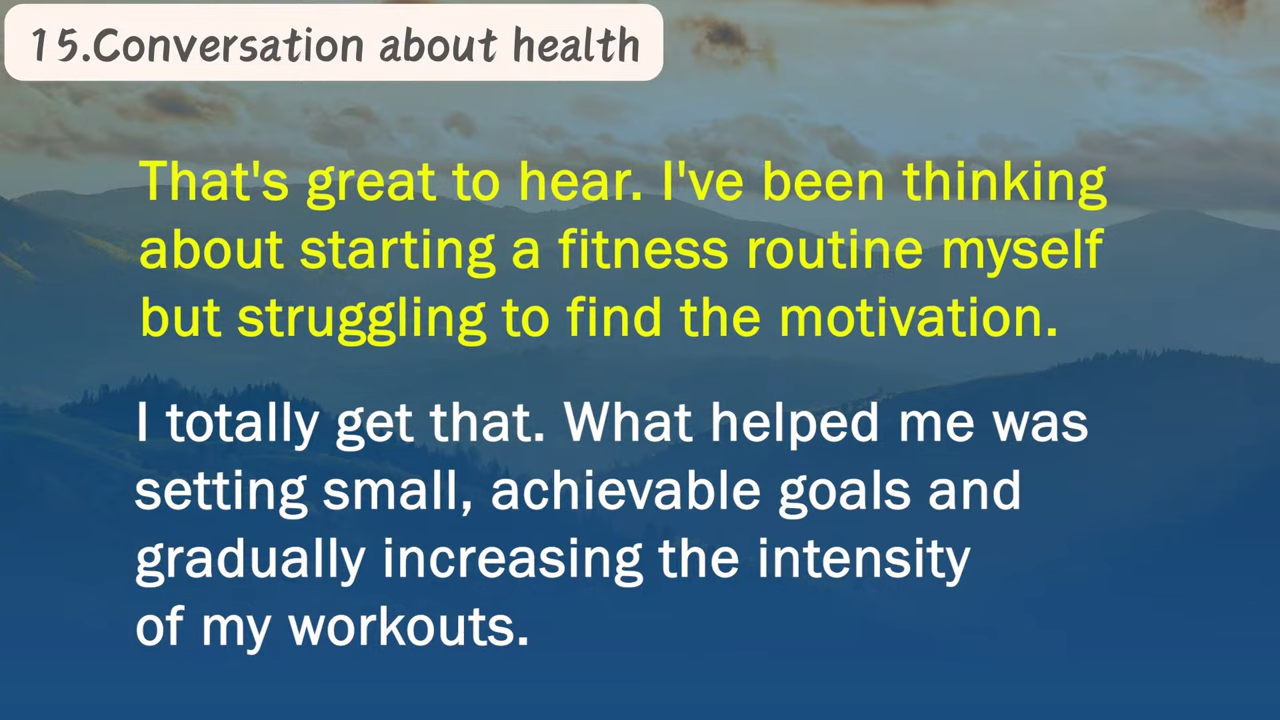 15.Conversation about health
That's great to hear. I've been thinking
about starting a fitness routine myself
but struggling to find the motivation.
I totally get that. What helped me was
setting small, achievable goals and
gradually increasing the intensity
of my workouts.